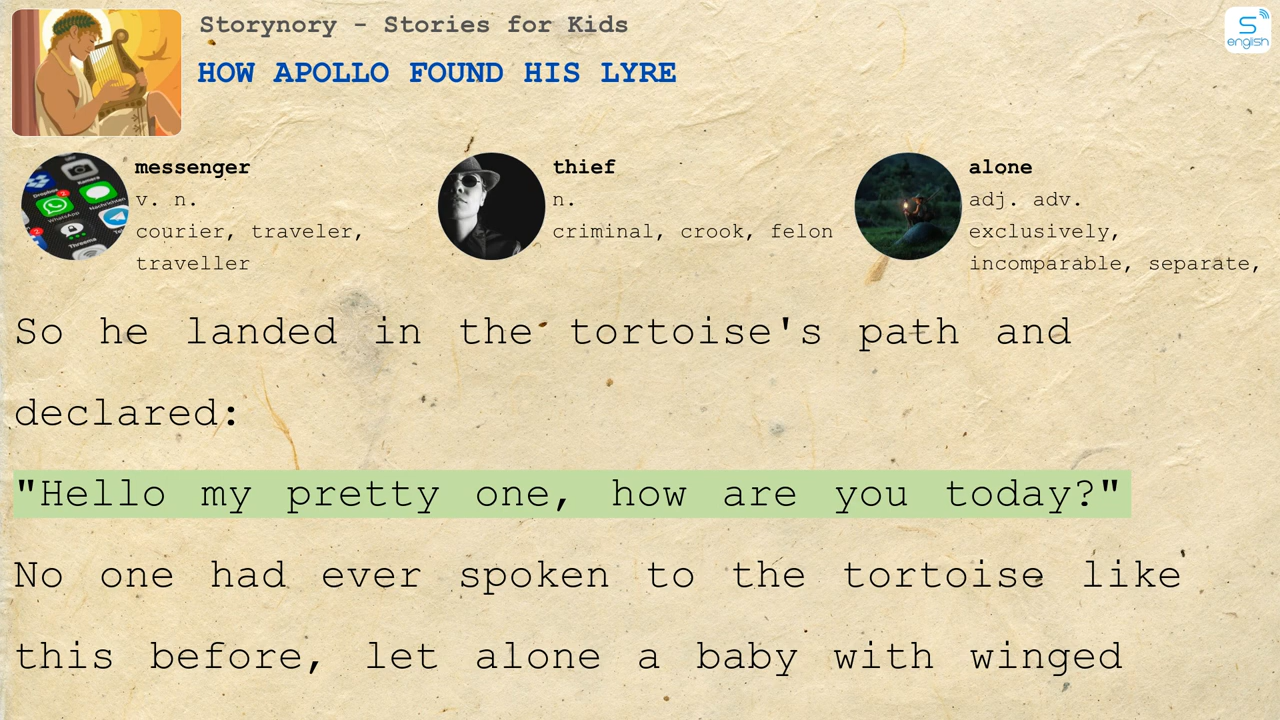 Storynory - Stories for Kids
HOW APOLLO FOUND HIS LYRE
S
english
messenger
v. n.
courier, traveler,
traveller
thief
n.
criminal, crook, felon
alone
adj. adv.
exclusively,
incomparable, separate,
So he landed in the tortoise's path and
declared:
"Hello my pretty one, how are you today?"
No one had ever spoken to the tortoise like
this before, let alone a baby with winged